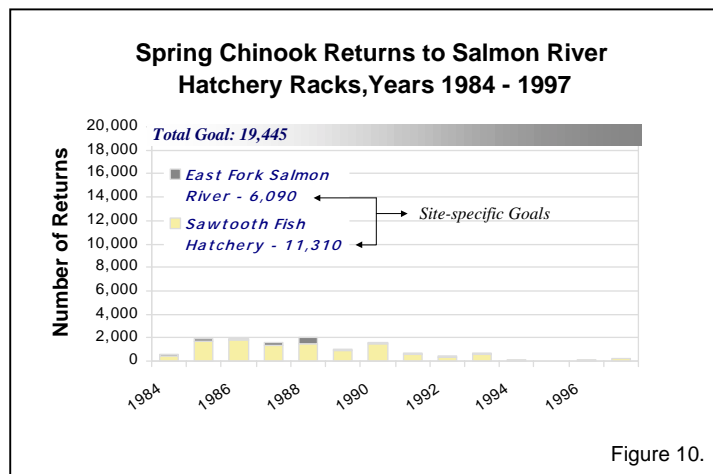 Spring Chinook Returns to Salmon River
Hatchery Racks,Years 1984 - 1997
Number of Returns
20,000
18,000
16,000
14,000
12,000
10,000
8,000
6,000
4,000
2,000
0
Total Goal: 19,445
East Fork Salmon
River - 6,090
Sawtooth Fish
Hatchery - 11,310
Site-specific Goals
1984
1986
1988
1990
1992
1994
1996
Figure 10.